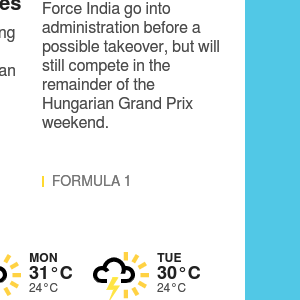 es
ng
an
Force India go into
administration before a
possible takeover, but will
still compete in the
remainder of the
Hungarian Grand Prix
weekend.
FORMULA 1
MON
31°C
24°C
TUE
30°C
24°C